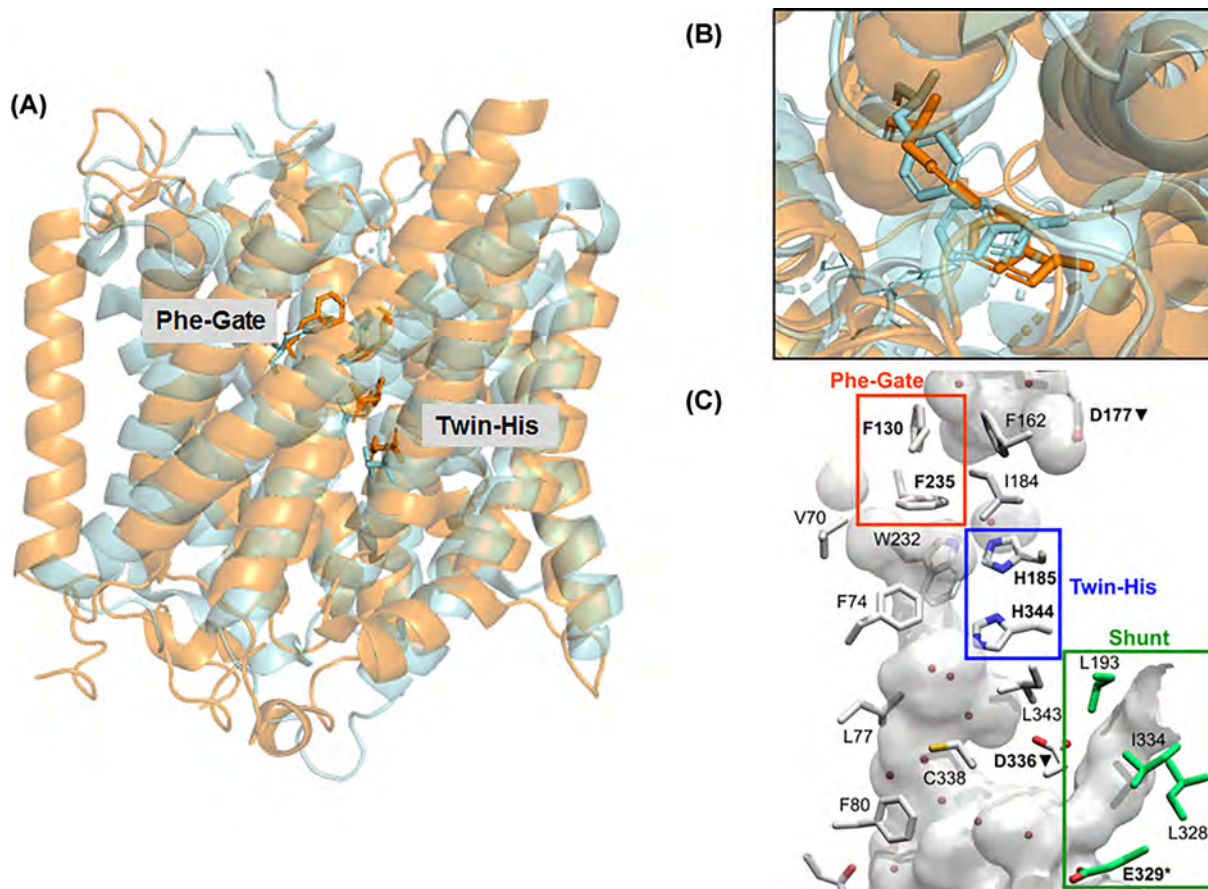 (A)
Phe-Gate
Twin-His
(B)
(C)
Phe-Gate
F130
F162
D177▼
F235
I184
V70
W232
H185
Twin-His
F74
H344
Shunt
L193
L343
L77
I334
D336▼
C338
F80
L328
E329*